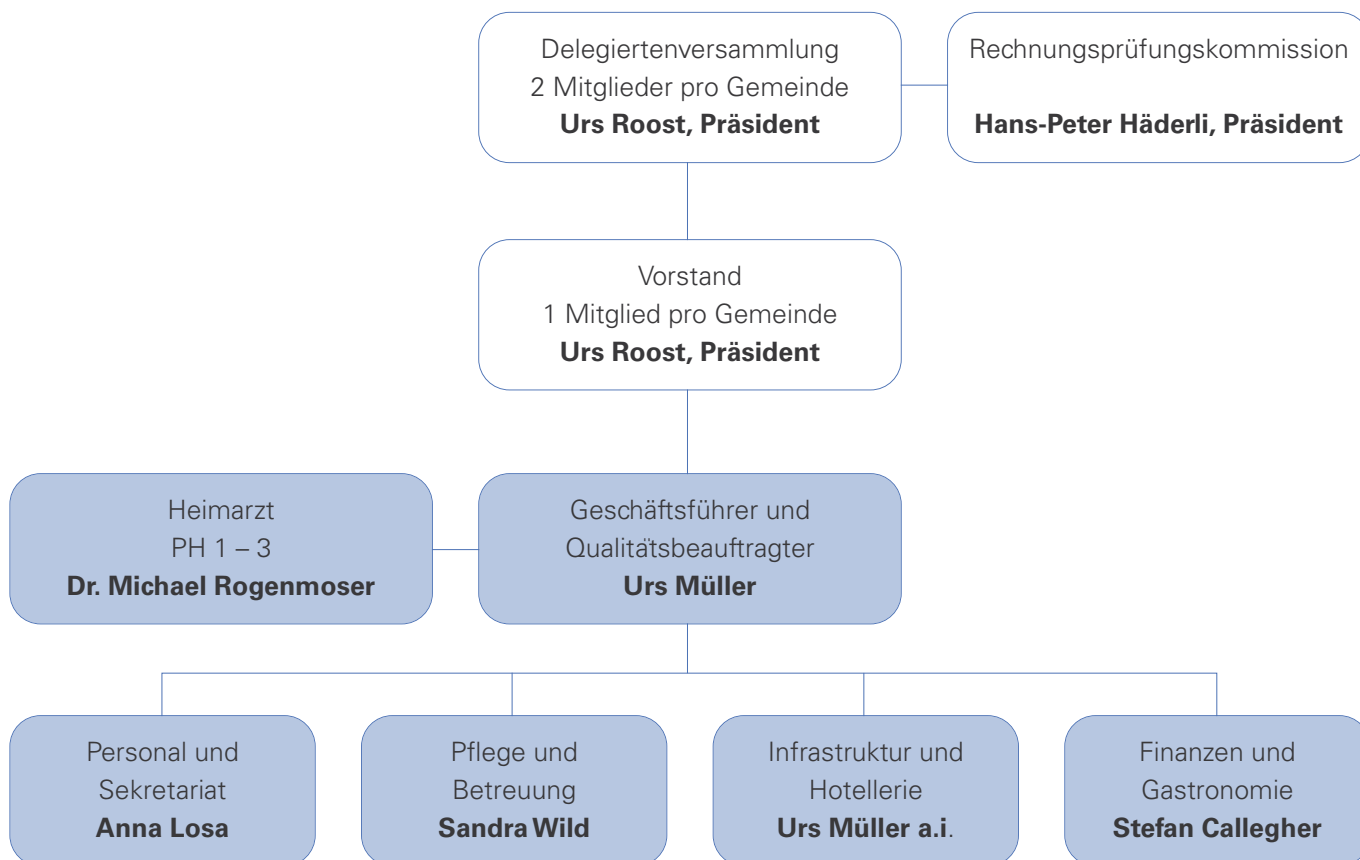 Delegiertenversammlung
2 Mitglieder pro Gemeinde
Urs Roost, Präsident
Rechnungsprüfungskommission
Hans-Peter Häderli, Präsident
Vorstand
1 Mitglied pro Gemeinde
Urs Roost, Präsident
Heimarzt
PH 1 – 3
Dr. Michael Rogenmoser
Geschäftsführer und
Qualitätsbeauftragter
Urs Müller
Personal und
Sekretariat
Anna Losa
Pflege und
Betreuung
Sandra Wild
Infrastruktur und
Hotellerie
Urs Müller a.i.
Finanzen und
Gastronomie
Stefan Callegher